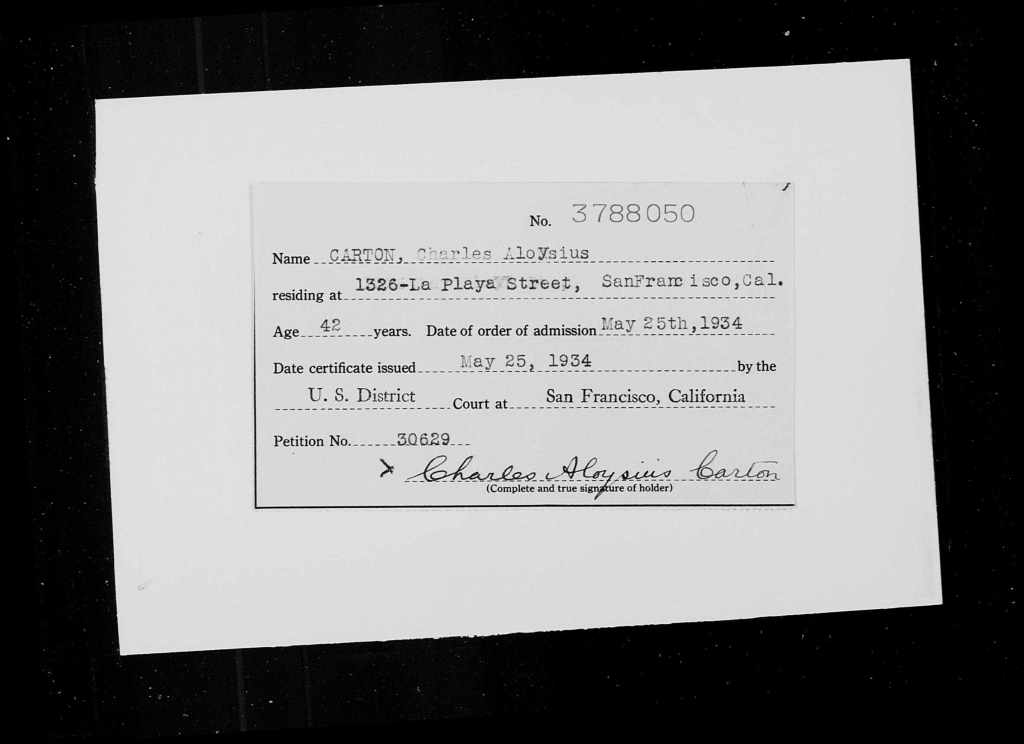 No. 3788050
Name CARTON, Charles Aloysius
residing at 1326-La Playa Street, SanFrancisco,Cal.
Age 42 years. Date of order of admission May 25th,1934
Date certificate issued May 25, 1934 by the
U. S. District Court at San Francisco, California
Petition No. 30629
Charles Aloysius Carton
(Complete and true signature of holder)